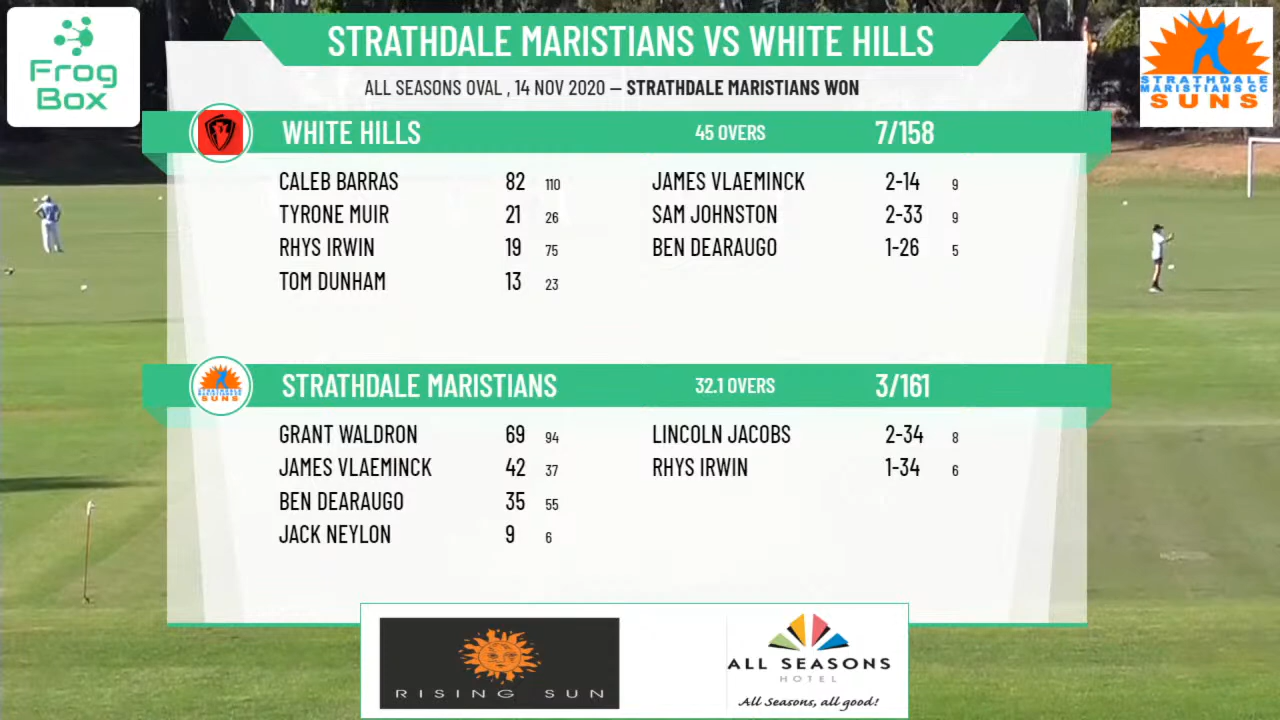 Frog
Box
STRATHDALE MARISTIANS VS WHITE HILLS
ALL SEASONS OVAL , 14 NOV 2020 – STRATHDALE MARISTIANS WON
STRATHDALE
MARISTIANS CC
SUNS
WHITE HILLS 45 OVERS 7/158
CALEB BARRAS 82 110 JAMES VLAEMINCK 2-14 9
TYRONE MUIR 21 26 SAM JOHNSTON 2-33 9
RHYS IRWIN 19 75 BEN DEARAUGO 1-26 5
TOM DUNHAM 13 23
STRATHDALE
MARISTIANS CC
SUNS
STRATHDALE MARISTIANS 32.1 OVERS 3/161
GRANT WALDRON 69 94 LINCOLN JACOBS 2-34 8
JAMES VLAEMINCK 42 37 RHYS IRWIN 1-34 6
BEN DEARAUGO 35 55
JACK NEYLON 9 6
RISING SUN
ALL SEASONS
HOTEL
All Seasons, all good!